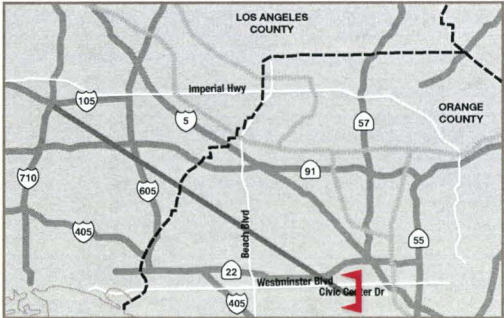 LOS ANGELES
COUNTY
Imperial Hwy
105
5
ORANGE
COUNTY
57
710
605
91
405
Beach Blvd
55
22
Westminster Blvd
Civic Center Dr
405